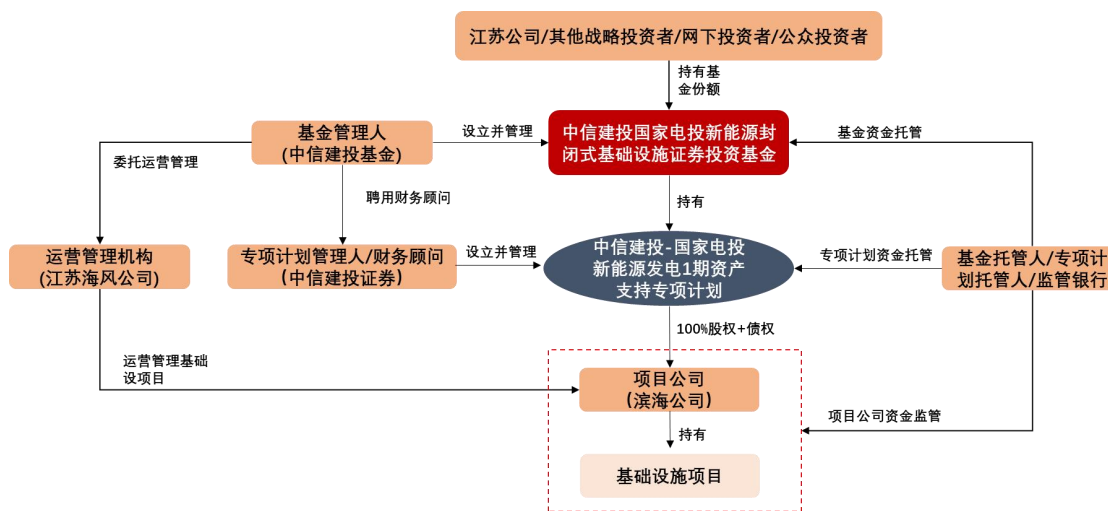 江苏公司/其他战略投资者/网下投资者/公众投资者
持有基
金份额
基金管理人
(中信建投基金)
设立并管理
中信建投国家电投新能源封
闭式基础设施证券投资基金
基金资金托管
委托运营管理
聘用财务顾问
持有
运营管理机构
(江苏海风公司)
专项计划管理人/财务顾问
(中信建投证券)
设立并管理
中信建投-国家电投
新能源发电1期资产
支持专项计划
专项计划资金托管
基金托管人/专项计
划托管人/监管银行
100%股权+债权
运营管理基础
设项目
项目公司
(滨海公司)
项目公司资金监管
持有
基础设施项目